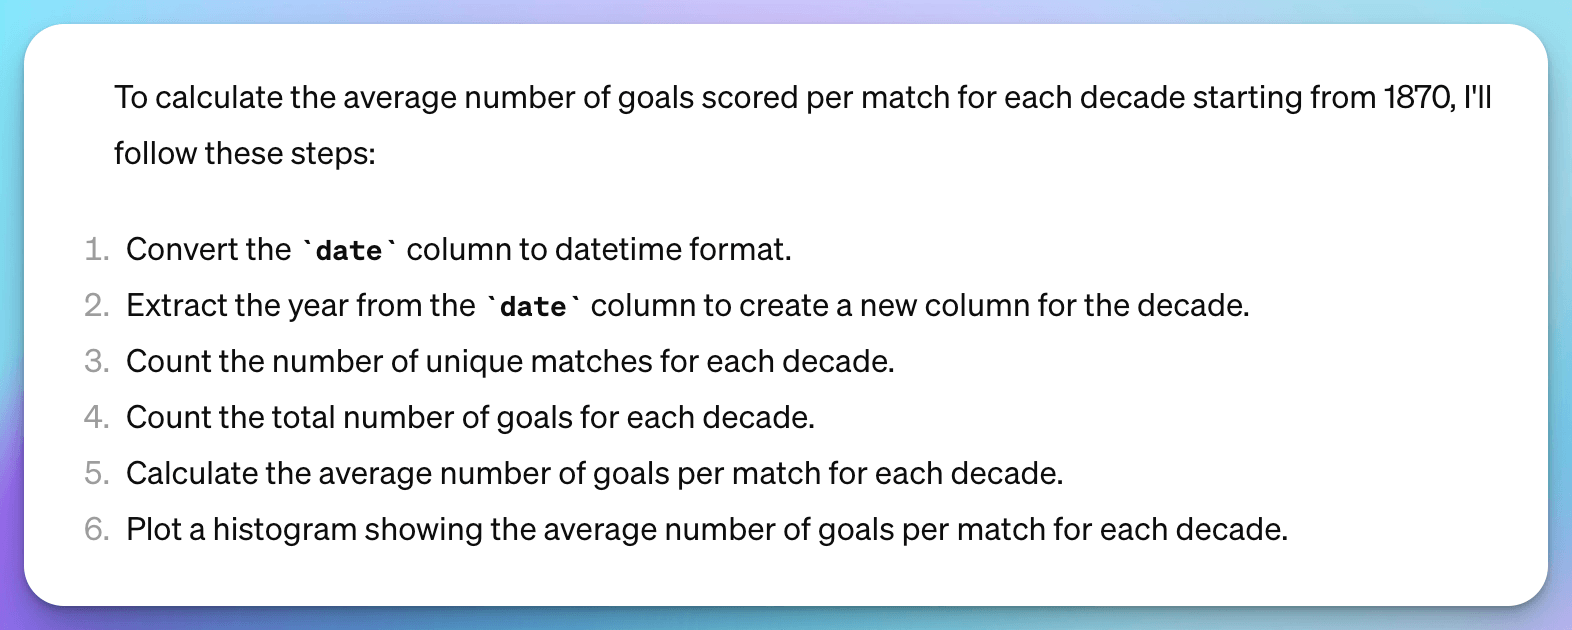 To calculate the average number of goals scored per match for each decade starting from 1870, I'll
follow these steps:
1. Convert the `date` column to datetime format.
2. Extract the year from the `date` column to create a new column for the decade.
3. Count the number of unique matches for each decade.
4. Count the total number of goals for each decade.
5. Calculate the average number of goals per match for each decade.
6. Plot a histogram showing the average number of goals per match for each decade.